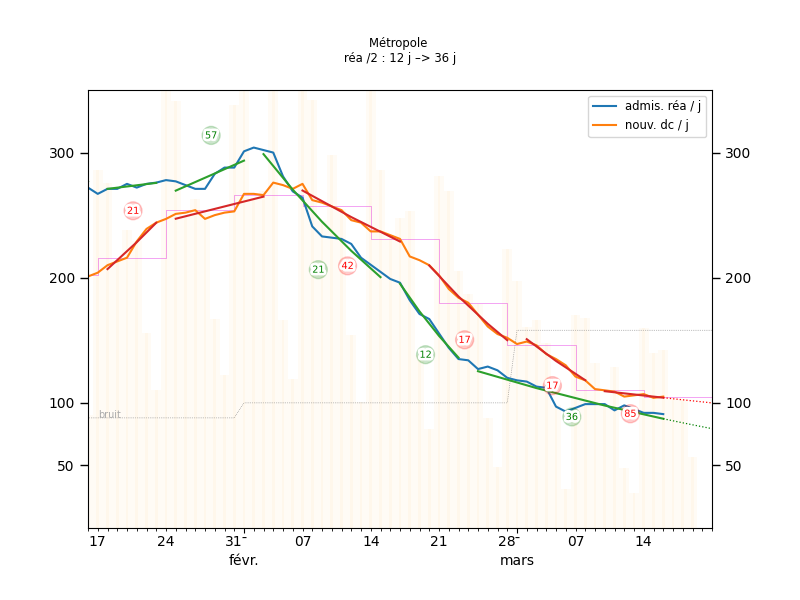 Métropole
réa /2 : 12 j –> 36 j
admis. réa / j
nouv. dc / j
300
300
200
200
100
100
50
50
57
21
21
42
17
12
17
36
85
bruit
17 24 31 07 14 21 28 07 14
févr. mars